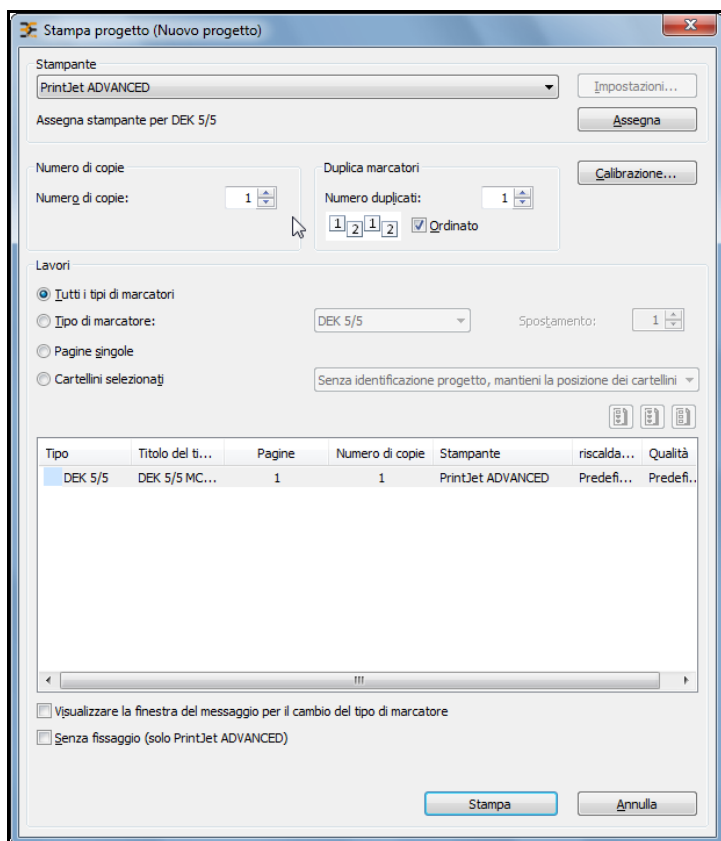 Stampa progetto (Nuovo progetto)
Stampante
PrintJet ADVANCED
Impostazioni...
Assegna stampante per DEK 5/5
Assegna
Numero di copie
Duplica marcatori
Calibrazione...
Numero di copie:
1
Numero duplicati:
1
1 2 1 2
Ordinato
Lavori
Tutti i tipi di marcatori
Tipo di marcatore:
DEK 5/5
Spostamento:
1
Pagine singole
Cartellini selezionati
Senza identificazione progetto, mantieni la posizione dei cartellini
Tipo Titolo del ti... Pagine Numero di copie Stampante riscalda... Qualità
DEK 5/5 DEK 5/5 MC... 1 1 PrintJet ADVANCED Predefi... Predefi..
Visualizzare la finestra del messaggio per il cambio del tipo di marcatore
Senza fissaggio (solo PrintJet ADVANCED)
Stampa
Annulla